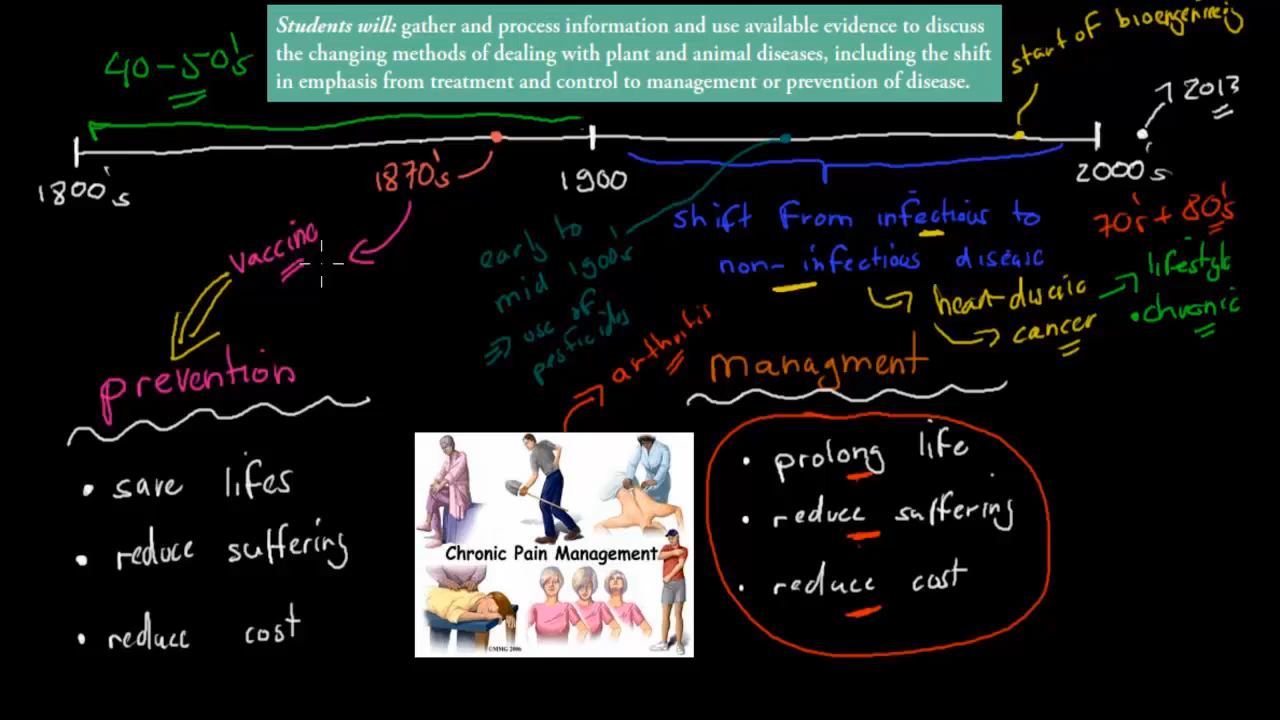 Students will: gather and process information and use available evidence to discuss
the changing methods of dealing with plant and animal diseases, including the shift
in emphasis from treatment and control to management or prevention of disease.
40-50's
start of bioengenireig
2013
1800's
1870's
1900
2000's
vaccine
early to
mid 1900's
⇒ use of
pesticides
shift from infectious to
non-infectious disease
70's + 80's
heart diseaic
cancer
lifestyle
• chronic
prevention
• save lifes
• reduce suffering
• reduce cost
arthritis
Chronic Pain Management
©MMG 2006
Managment
• prolong life
• reduce suffering
• reduce cost